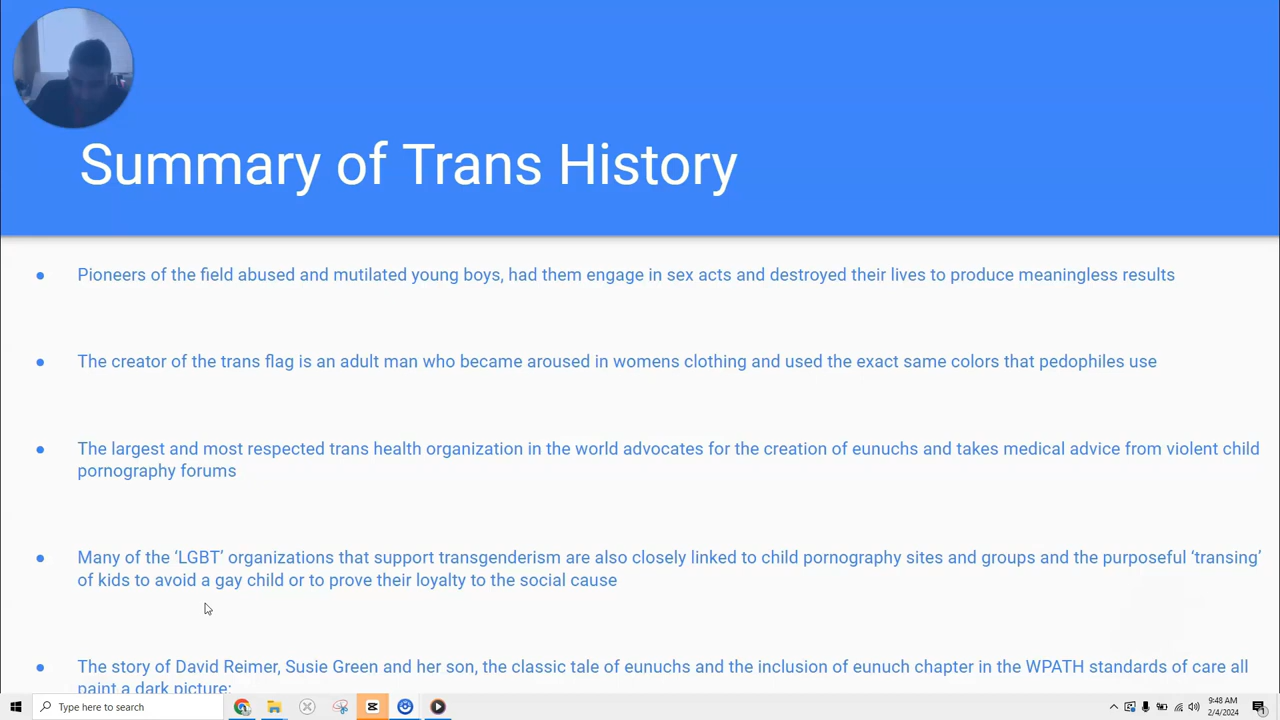 Summary of Trans History
Pioneers of the field abused and mutilated young boys, had them engage in sex acts and destroyed their lives to produce meaningless results
The creator of the trans flag is an adult man who became aroused in womens clothing and used the exact same colors that pedophiles use
The largest and most respected trans health organization in the world advocates for the creation of eunuchs and takes medical advice from violent child
pornography forums
Many of the ‘LGBT’ organizations that support transgenderism are also closely linked to child pornography sites and groups and the purposeful ‘transing’
of kids to avoid a gay child or to prove their loyalty to the social cause
The story of David Reimer, Susie Green and her son, the classic tale of eunuchs and the inclusion of eunuch chapter in the WPATH standards of care all
paint a dark picture:
Type here to search
9:48 AM
2/4/2024